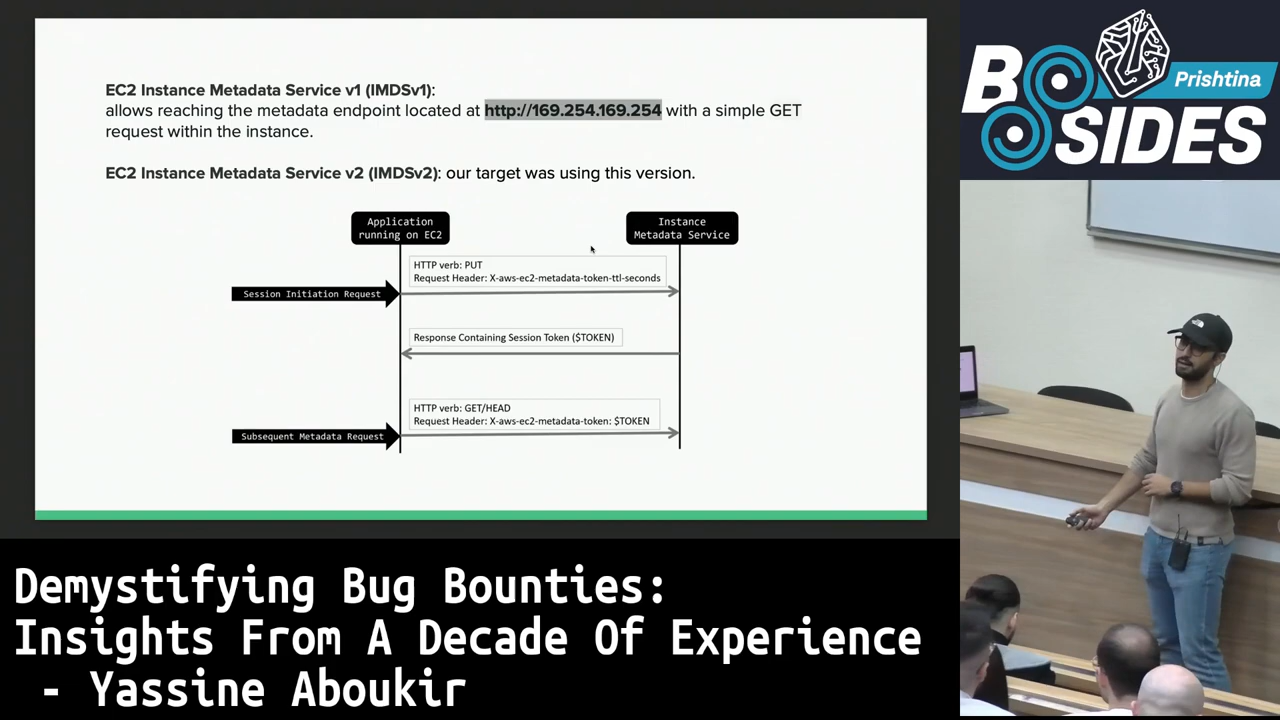 EC2 Instance Metadata Service v1 (IMDSv1):
allows reaching the metadata endpoint located at http://169.254.169.254 with a simple GET
request within the instance.
EC2 Instance Metadata Service v2 (IMDSv2): our target was using this version.
Application
running on EC2
Instance
Metadata Service
HTTP verb: PUT
Request Header: X-aws-ec2-metadata-token-ttl-seconds
Session Initiation Request
Response Containing Session Token ($TOKEN)
HTTP verb: GET/HEAD
Request Header: X-aws-ec2-metadata-token: $TOKEN
Subsequent Metadata Request
BSIDES
Prishtina
Demystifying Bug Bounties:
Insights From A Decade Of Experience
- Yassine Aboukir